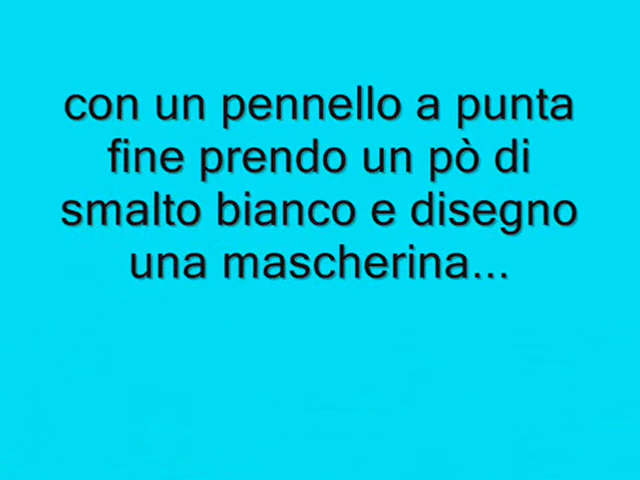 con un pennello a punta
fine prendo un pò di
smalto bianco e disegno
una mascherina...